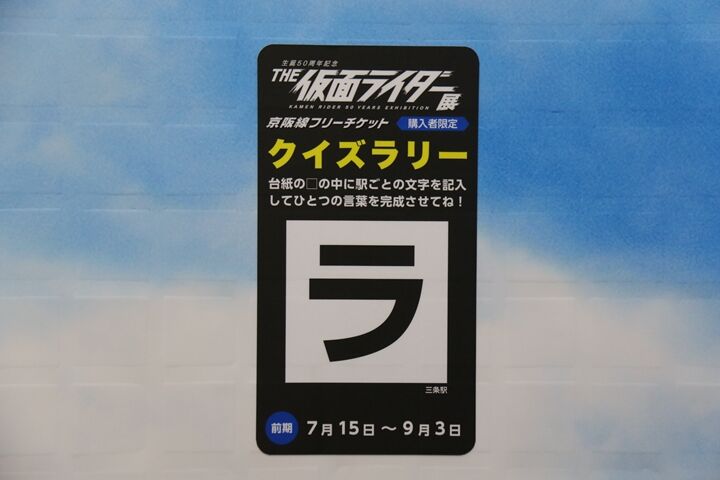 生誕50周年記念
THE 仮面ライダー展
KAMEN RIDER 50 YEARS EXHIBITION
京阪線フリーチケット 購入者限定
クイズラリー
台紙の□の中に駅ごとの文字を記入
してひとつの言葉を完成させてね！
ラ
三条駅
前期 7月15日～9月3日